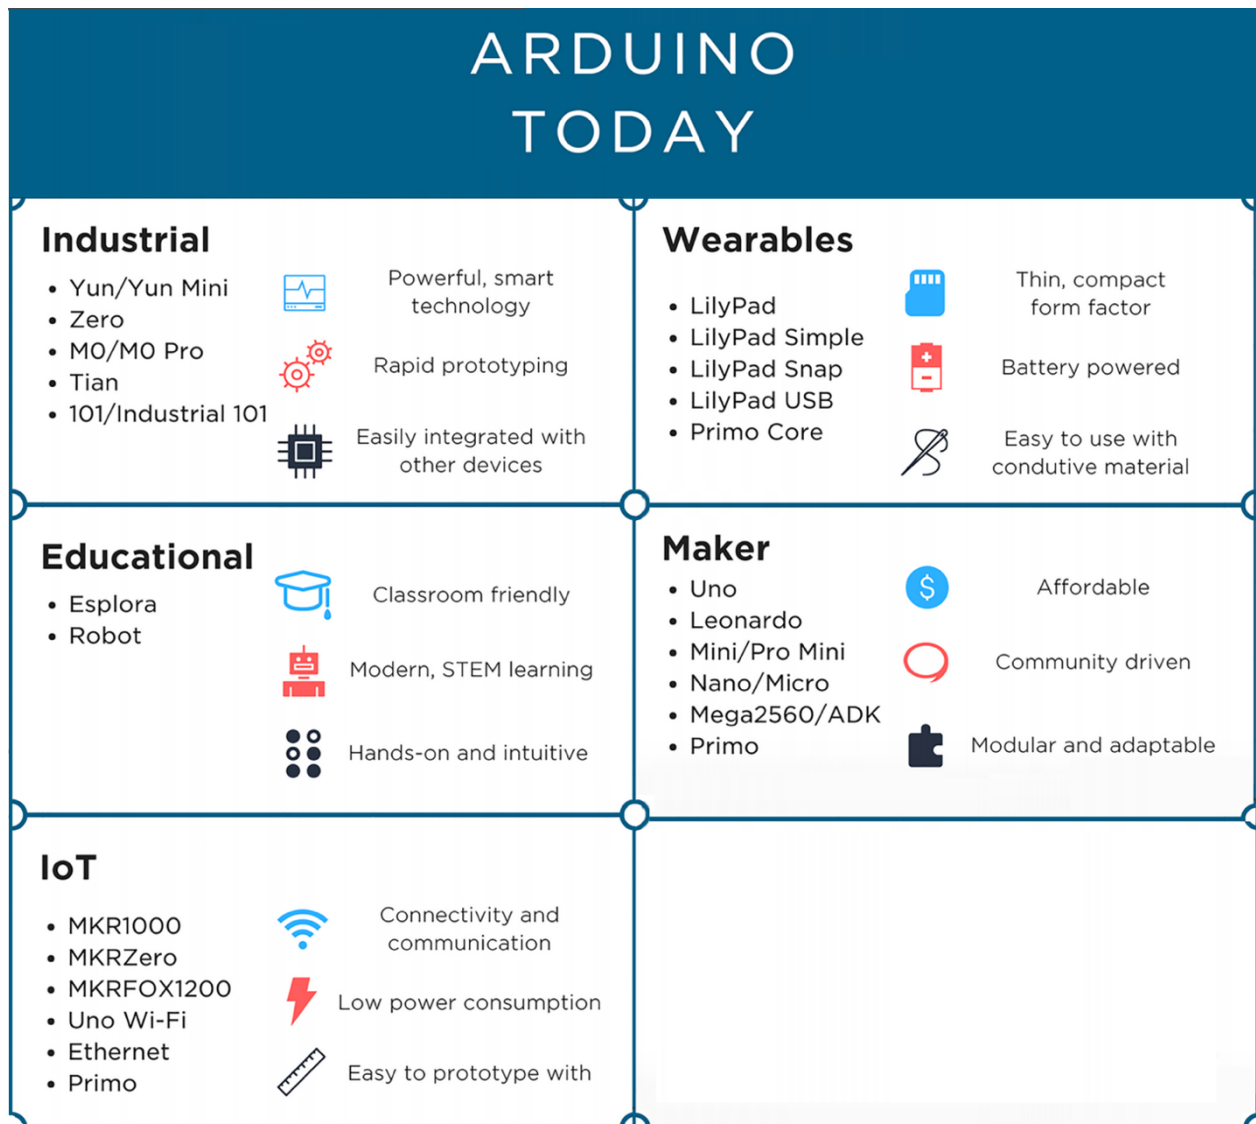 ARDUINO
TODAY
Industrial
• Yun/Yun Mini
• Zero
• M0/M0 Pro
• Tian
• 101/Industrial 101
Powerful, smart
technology
Rapid prototyping
Easily integrated with
other devices
Wearables
• LilyPad
• LilyPad Simple
• LilyPad Snap
• LilyPad USB
• Primo Core
Thin, compact
form factor
Battery powered
Easy to use with
condutive material
Educational
• Esplora
• Robot
Classroom friendly
Modern, STEM learning
Hands-on and intuitive
Maker
• Uno
• Leonardo
• Mini/Pro Mini
• Nano/Micro
• Mega2560/ADK
• Primo
$
Affordable
Community driven
Modular and adaptable
IoT
• MKR1000
• MKRZero
• MKRFOX1200
• Uno Wi-Fi
• Ethernet
• Primo
Connectivity and
communication
Low power consumption
Easy to prototype with